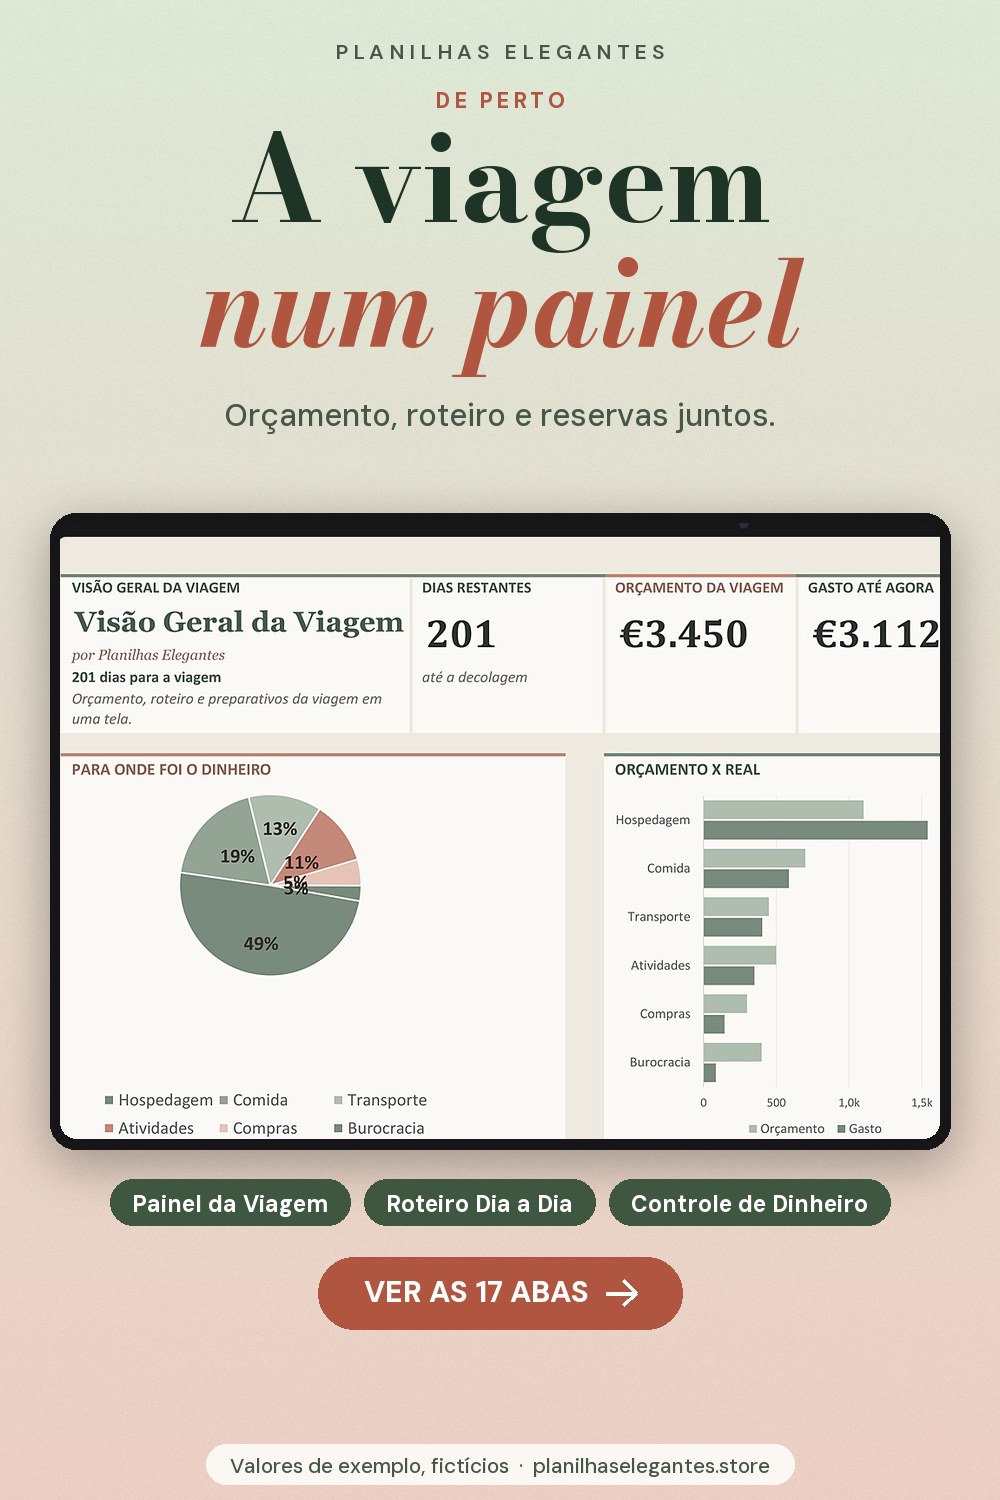 PLANILHAS ELEGANTES
DE PERTO
A viagem
num painel
Orçamento, roteiro e reservas juntos.
VISÃO GERAL DA VIAGEM
Visão Geral da Viagem
por Planilhas Elegantes
201 dias para a viagem
Orçamento, roteiro e preparativos da viagem em
uma tela.
DIAS RESTANTES
201
até a decolagem
ORÇAMENTO DA VIAGEM
€3.450
GASTO ATÉ AGORA
€3.112
PARA ONDE FOI O DINHEIRO
13%
11%
19%
5%
3%
49%
Hospedagem Comida Transporte
Atividades Compras Burocracia
ORÇAMENTO X REAL
Hospedagem
Comida
Transporte
Atividades
Compras
Burocracia
0 500 1,0k 1,5k
Orçamento Gasto
Painel da Viagem Roteiro Dia a Dia Controle de Dinheiro
VER AS 17 ABAS →
Valores de exemplo, fictícios · planilhaselegantes.store